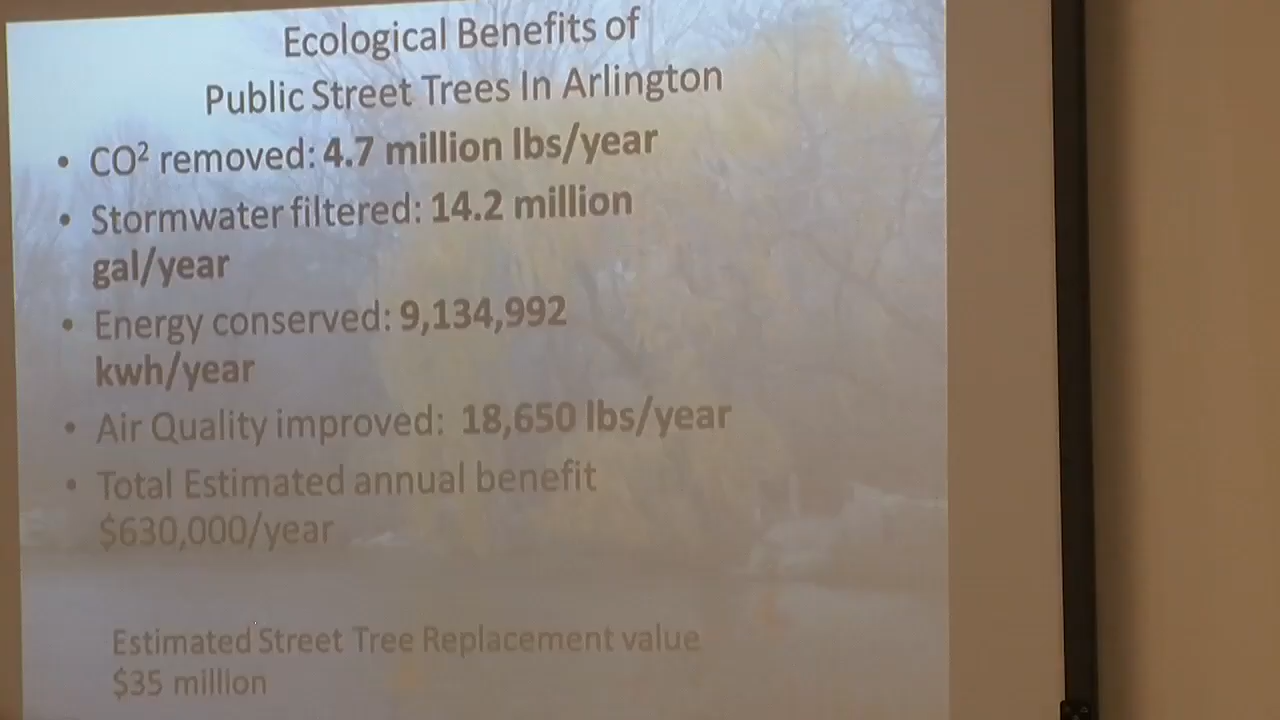 Ecological Benefits of
Public Street Trees In Arlington
• CO² removed: 4.7 million lbs/year
• Stormwater filtered: 14.2 million
gal/year
• Energy conserved: 9,134,992
kwh/year
• Air Quality improved: 18,650 lbs/year
• Total Estimated annual benefit
$630,000/year
Estimated Street Tree Replacement value
$35 million